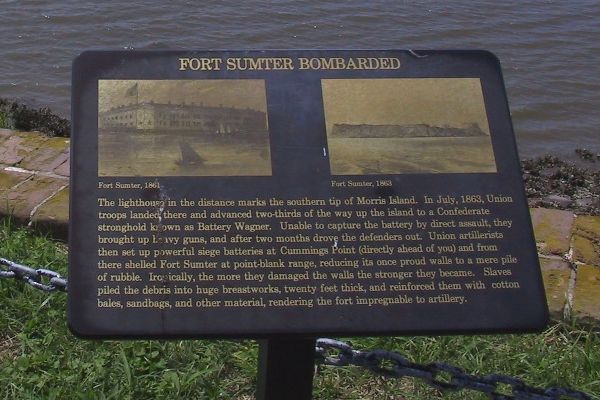 FORT SUMTER BOMBARDED
Fort Sumter, 1861
Fort Sumter, 1863
The lighthouse in the distance marks the southern tip of Morris Island. In July, 1863, Union
troops landed there and advanced two-thirds of the way up the island to a Confederate
stronghold known as Battery Wagner. Unable to capture the battery by direct assault, they
brought up heavy guns, and after two months drove the defenders out. Union artillerists
then set up powerful siege batteries at Cummings Point (directly ahead of you) and from
there shelled Fort Sumter at point-blank range, reducing its once proud walls to a mere pile
of rubble. Ironically, the more they damaged the walls the stronger they became. Slaves
piled the debris into huge breastworks, twenty feet thick, and reinforced them with cotton
bales, sandbags, and other material, rendering the fort impregnable to artillery.